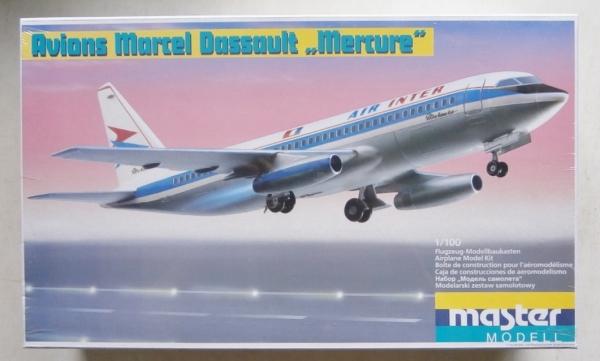 Avions Marcel Dassault „Mercure“
AIR INTER
1/100
Flugzeug-Modellbaukasten
Airplane Model Kit
Boîte de construction pour l'aéromodélisme
Caja de construcciones de aeromodelismo
Набор „Модель самолета“
Modelarski zestaw samolotowy
master
MODELL